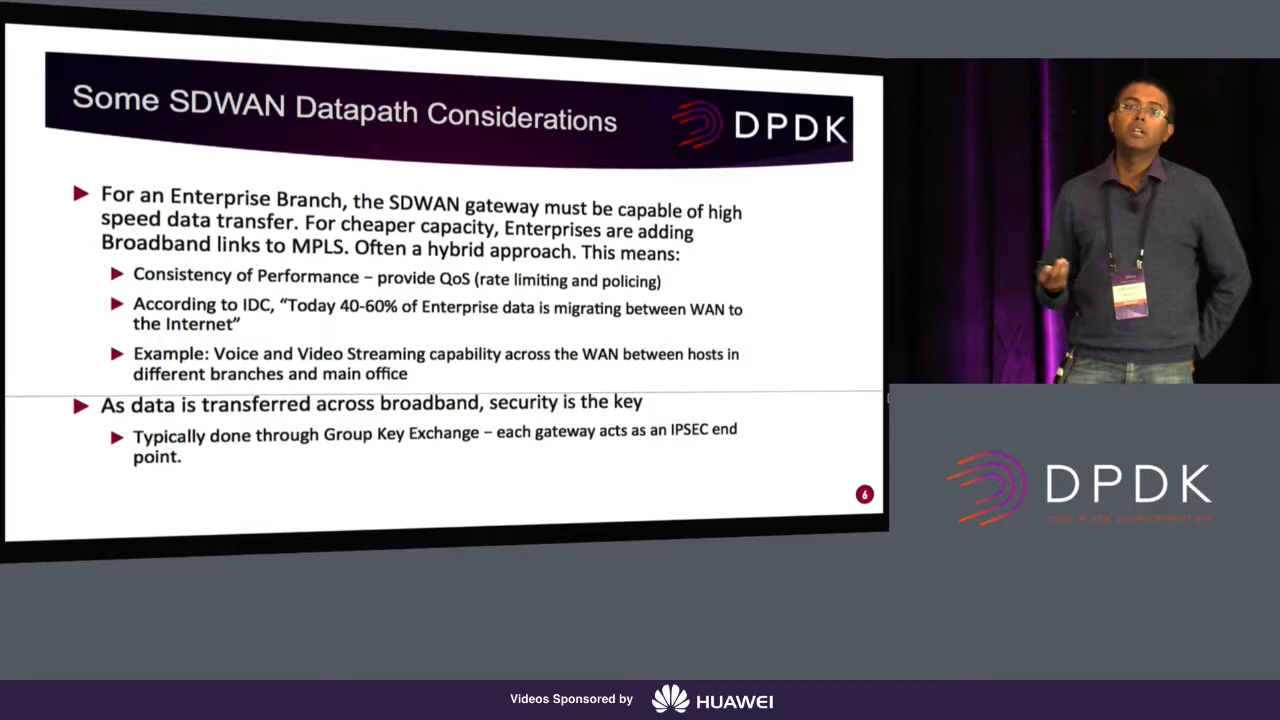 Some SDWAN Datapath Considerations
DPDK
For an Enterprise Branch, the SDWAN gateway must be capable of high
speed data transfer. For cheaper capacity, Enterprises are adding
Broadband links to MPLS. Often a hybrid approach. This means:
Consistency of Performance – provide QoS (rate limiting and policing)
According to IDC, “Today 40-60% of Enterprise data is migrating between WAN to
the Internet”
Example: Voice and Video Streaming capability across the WAN between hosts in
different branches and main office
As data is transferred across broadband, security is the key
Typically done through Group Key Exchange – each gateway acts as an IPSEC end
point.
6
DPDK
Videos Sponsored by
HUAWEI